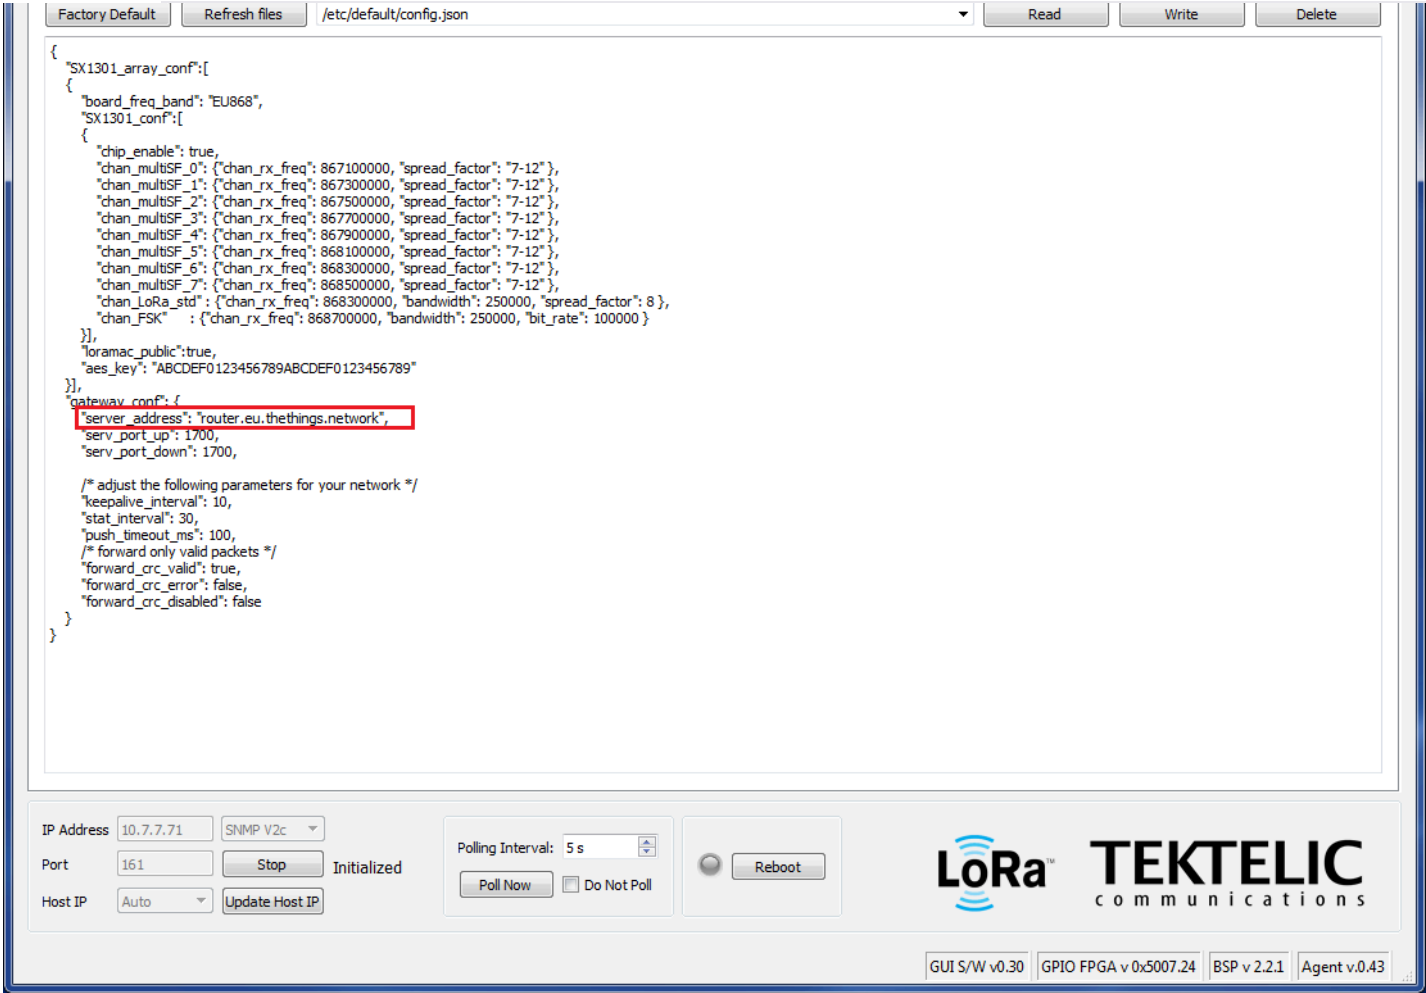 Factory Default Refresh files /etc/default/config.json Read Write Delete
{
"SX1301_array_conf":[
{
"board_freq_band": "EU868",
"SX1301_conf":[
{
"chip_enable": true,
"chan_multiSF_0": {"chan_rx_freq": 867100000, "spread_factor": "7-12" },
"chan_multiSF_1": {"chan_rx_freq": 867300000, "spread_factor": "7-12" },
"chan_multiSF_2": {"chan_rx_freq": 867500000, "spread_factor": "7-12" },
"chan_multiSF_3": {"chan_rx_freq": 867700000, "spread_factor": "7-12" },
"chan_multiSF_4": {"chan_rx_freq": 867900000, "spread_factor": "7-12" },
"chan_multiSF_5": {"chan_rx_freq": 868100000, "spread_factor": "7-12" },
"chan_multiSF_6": {"chan_rx_freq": 868300000, "spread_factor": "7-12" },
"chan_multiSF_7": {"chan_rx_freq": 868500000, "spread_factor": "7-12" },
"chan_LoRa_std" : {"chan_rx_freq": 868300000, "bandwidth": 250000, "spread_factor": 8 },
"chan_FSK" : {"chan_rx_freq": 868700000, "bandwidth": 250000, "bit_rate": 100000 }
}],
"loramac_public":true,
"aes_key": "ABCDEF0123456789ABCDEF0123456789"
}],
"gateway_conf": {
"server_address": "router.eu.thethings.network",
"serv_port_up": 1700,
"serv_port_down": 1700,
/* adjust the following parameters for your network */
"keepalive_interval": 10,
"stat_interval": 30,
"push_timeout_ms": 100,
/* forward only valid packets */
"forward_crc_valid": true,
"forward_crc_error": false,
"forward_crc_disabled": false
}
}
IP Address 10.7.7.71 SNMP V2c
Port 161 Stop Initialized
Host IP Auto Update Host IP
Polling Interval: 5 s
Poll Now Do Not Poll
Reboot
LoRa™
TEKTELIC
communications
GUI S/W v0.30 GPIO FPGA v 0x5007.24 BSP v 2.2.1 Agent v.0.43